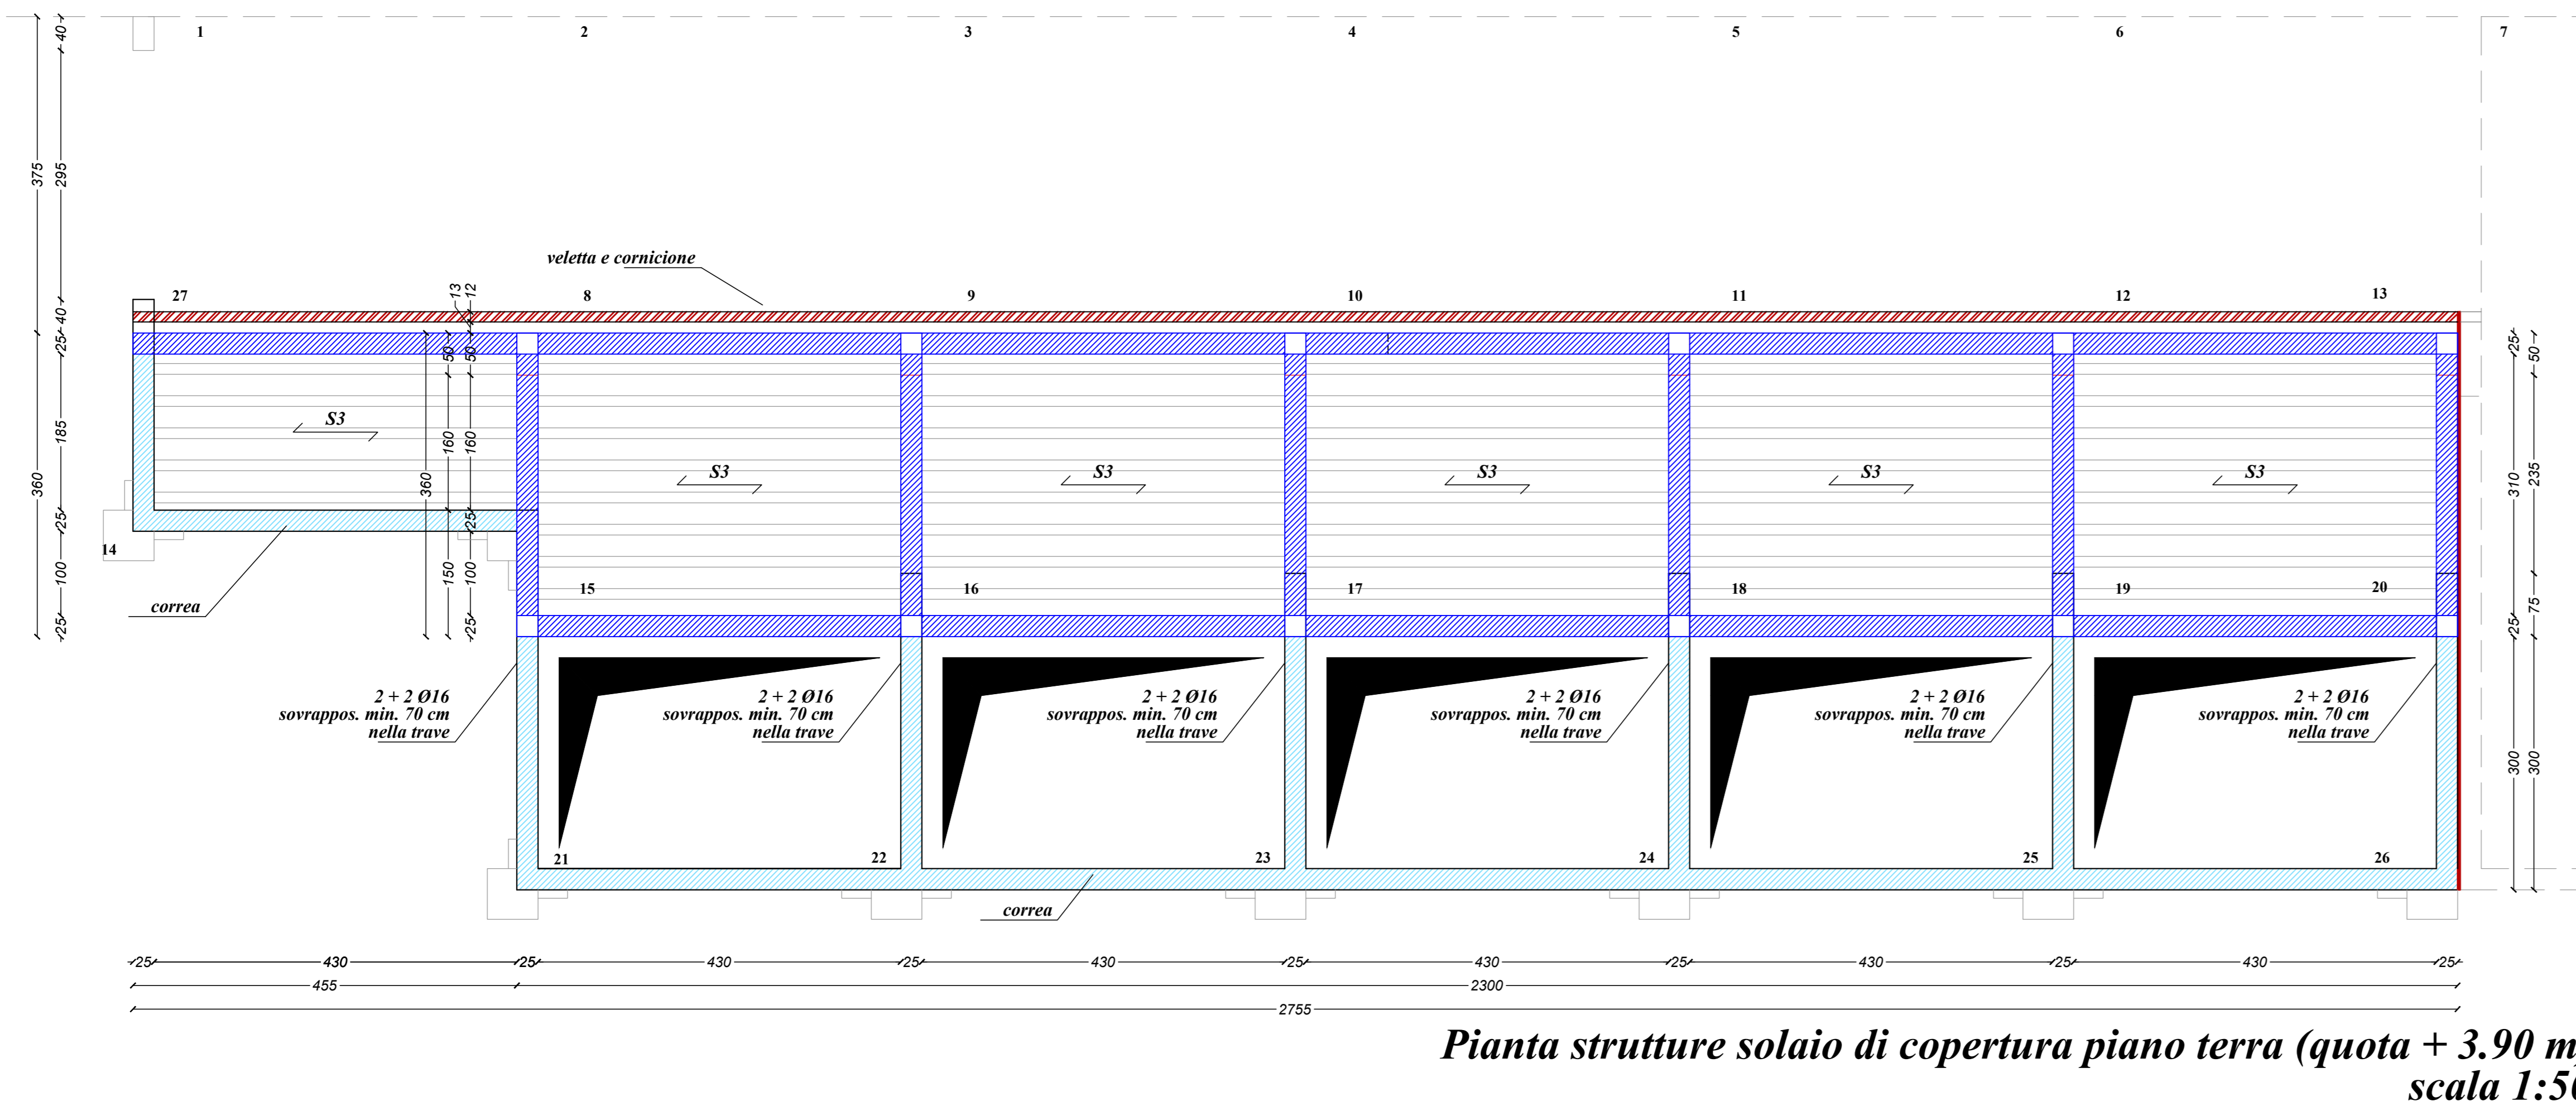 1 2 3 4 5 6 7
40
375
295
veletta e cornicione
27 8 9 10 11 12 13
13 12
40
25 50 50 25 50
S3
185 160 160
360 360
S3 S3 S3 S3 S3
310 235
25 25
14
100 150 100
15 16 17 18 19 20
correa
75
25 25 25
2 + 2 Ø16
sovrappos. min. 70 cm
nella trave
2 + 2 Ø16
sovrappos. min. 70 cm
nella trave
2 + 2 Ø16
sovrappos. min. 70 cm
nella trave
2 + 2 Ø16
sovrappos. min. 70 cm
nella trave
2 + 2 Ø16
sovrappos. min. 70 cm
nella trave
2 + 2 Ø16
sovrappos. min. 70 cm
nella trave
300 300
21 22 23 24 25 26
correa
25 430 25 430 25 430 25 430 25 430 25 430 25
455 2300
2755
Pianta strutture solaio di copertura piano terra (quota + 3.90 m
scala 1:50